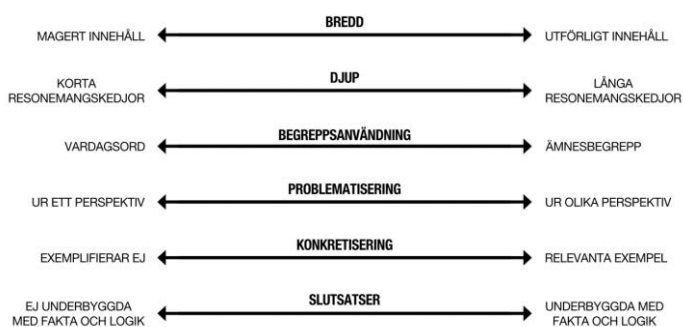 BREDD
MAGERT INNEHÅLL
UTFÖRLIGT INNEHÅLL
DJUP
KORTA
RESONEMANGSKEDJOR
LÅNGA
RESONEMANGSKEDJOR
BEGREPPSANVÄNDNING
VARDAGSORD
ÄMNESBEGREPP
PROBLEMATISERING
UR ETT PERSPEKTIV
UR OLIKA PERSPEKTIV
KONKRETISERING
EXEMPLIFIERAR EJ
RELEVANTA EXEMPEL
SLUTSATSER
EJ UNDERBYGGDA
MED FAKTA OCH LOGIK
UNDERBYGGDA MED
FAKTA OCH LOGIK